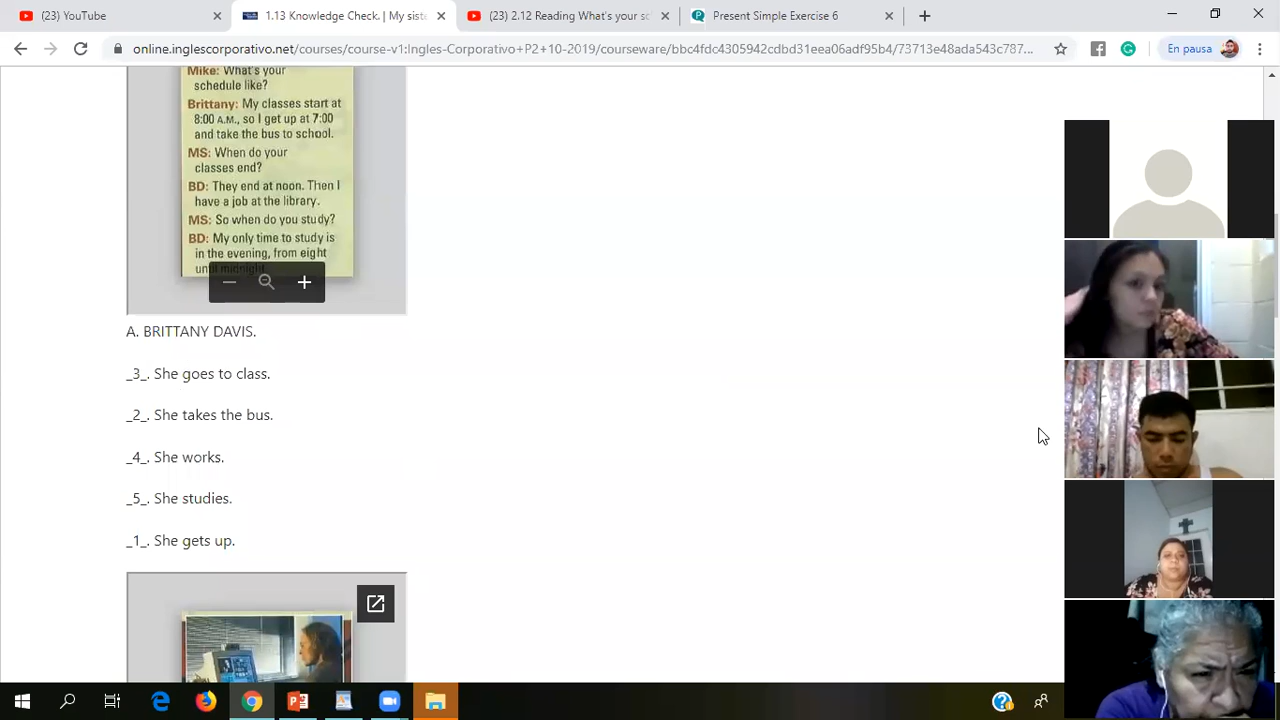 (23) YouTube
1.13 Knowledge Check. | My siste
(23) 2.12 Reading What's your sc
Present Simple Exercise 6
online.inglescorporativo.net/courses/course-v1:Ingles-Corporativo+P2+10-2019/courseware/bbc4fdc4305942cdbd31eea06adf95b4/73713e48ada543c787...
En pausa
Mike: What's your
schedule like?
Brittany: My classes start at
8:00 A.M., so I get up at 7:00
and take the bus to school.
MS: When do your
classes end?
BD: They end at noon. Then I
have a job at the library.
MS: So when do you study?
BD: My only time to study is
in the evening, from eight
until midnight.
A. BRITTANY DAVIS.
_3_. She goes to class.
_2_. She takes the bus.
_4_. She works.
_5_. She studies.
_1_. She gets up.